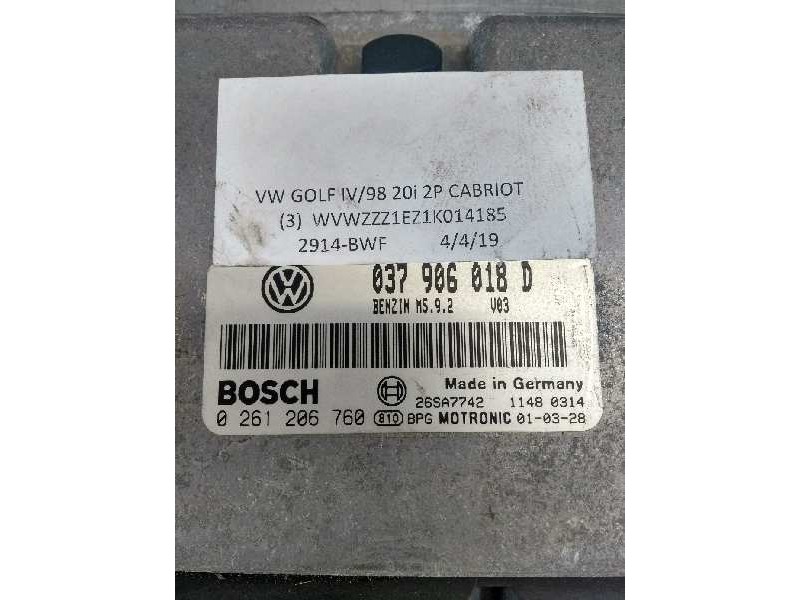 VW GOLF IV/98 20i 2P CABRIOT
(3) WVWZZZ1EZ1K014185
2914-BWF 4/4/19
037 906 018 D
BENZIN M5.9.2 V03
BOSCH Made in Germany
26SA7742 1148 0314
0 261 206 760 810 BPG MOTRONIC 01-03-28